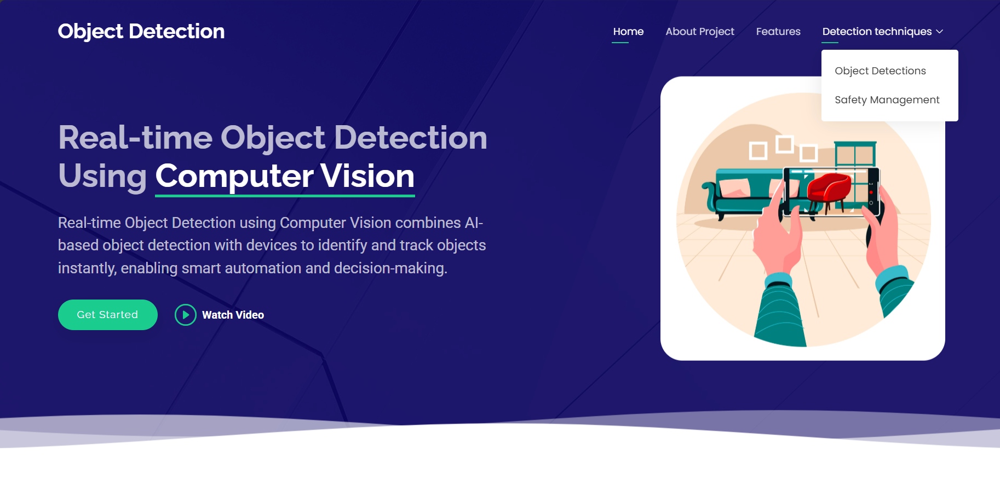 Object Detection
Home
About Project
Features
Detection techniques
Object Detections
Safety Management
Real-time Object Detection
Using Computer Vision
Real-time Object Detection using Computer Vision combines AI-
based object detection with devices to identify and track objects
instantly, enabling smart automation and decision-making.
Get Started
Watch Video